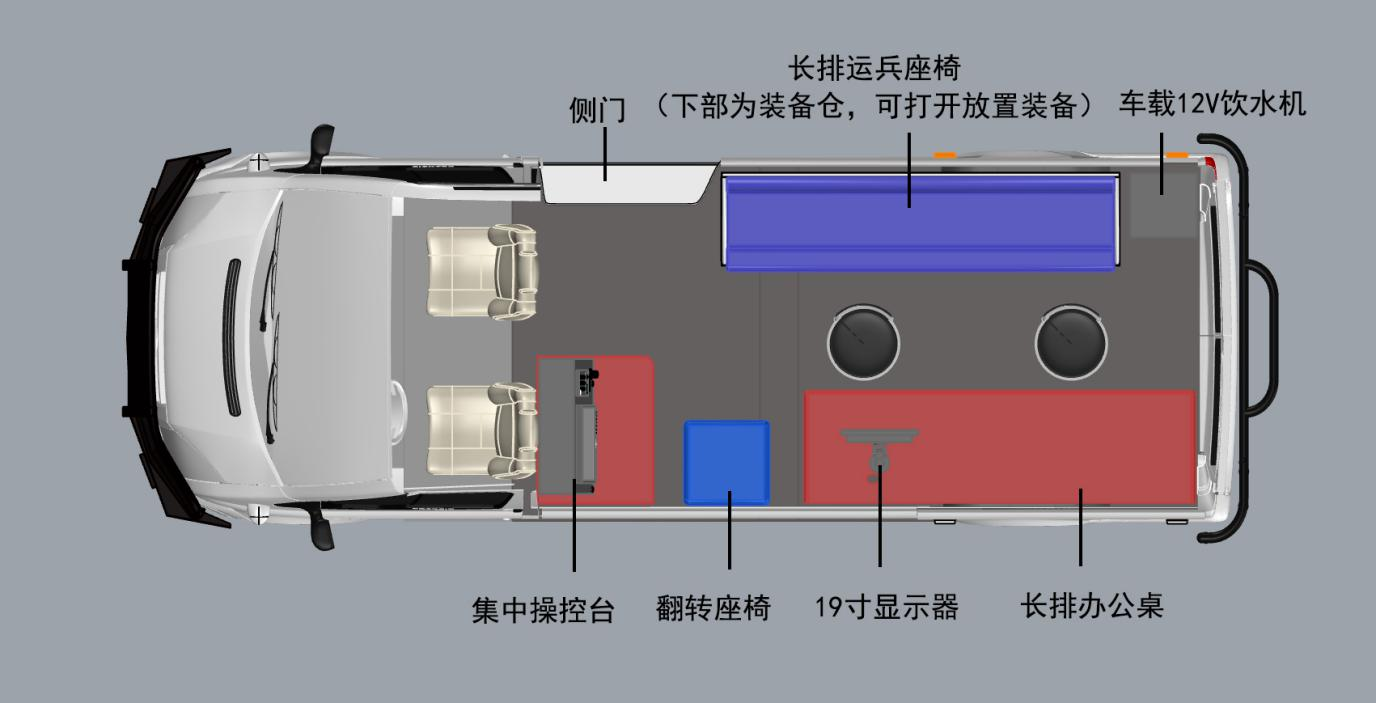 长排运兵座椅
侧门
（下部为装备仓，可打开放置装备）
车载12V饮水机
集中操控台
翻转座椅
19寸显示器
长排办公桌